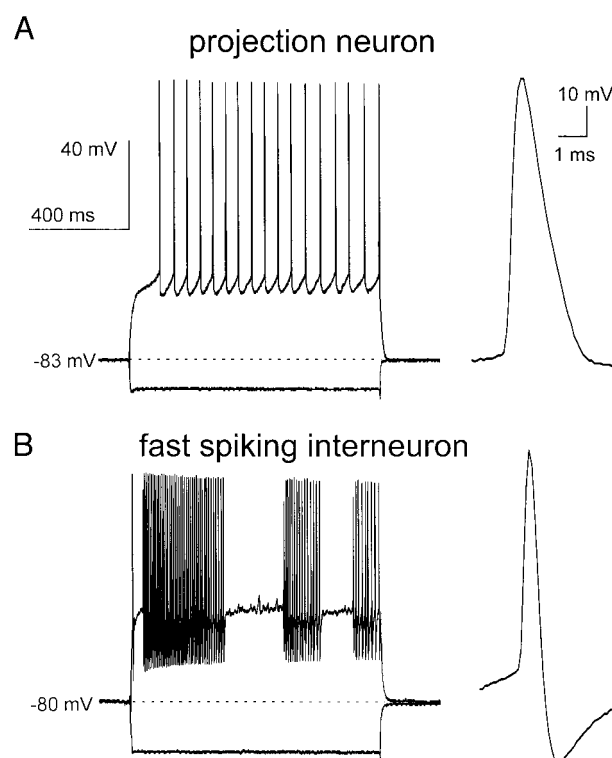 A
projection neuron
40 mV
400 ms
10 mV
1 ms
-83 mV
B
fast spiking interneuron
-80 mV